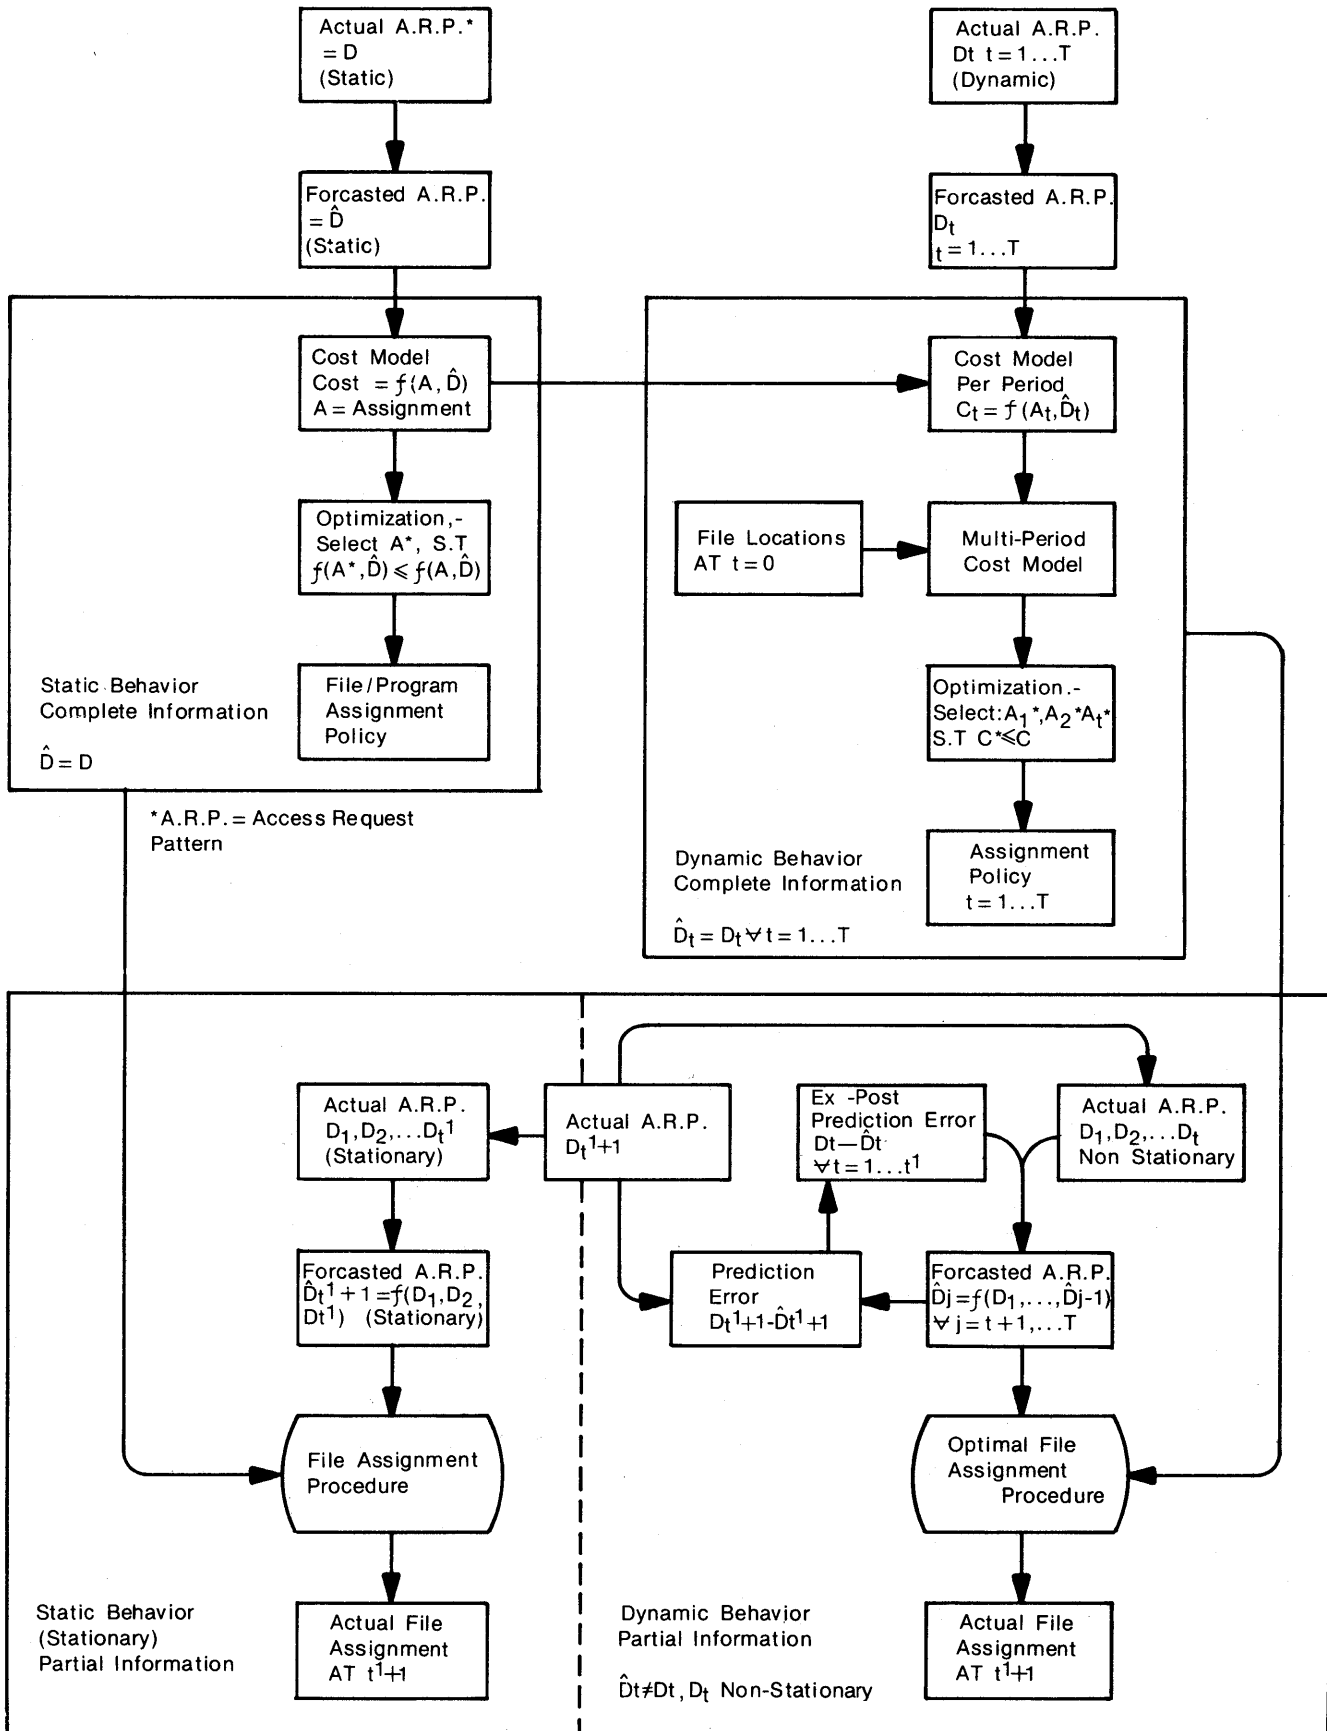 Actual A.R.P.*
= D
(Static)
Actual A.R.P.
Dt t = 1...T
(Dynamic)
Forcasted A.R.P.
= D̂
(Static)
Forcasted A.R.P.
Dt
t = 1...T
Cost Model
Cost = f(A, D̂)
A = Assignment
Cost Model
Per Period
Ct = f (At, D̂t)
Optimization,-
Select A*, S.T
f(A*, D̂) ⩽ f(A, D̂)
File Locations
AT t = 0
Multi-Period
Cost Model
File/Program
Assignment
Policy
Static Behavior
Complete Information
D̂ = D
Optimization.-
Select: A1*, A2* At*
S.T C* ⩽ C
*A.R.P. = Access Request
Pattern
Assignment
Policy
t = 1...T
Dynamic Behavior
Complete Information
D̂t = Dt ∀ t = 1...T
Actual A.R.P.
D1, D2, ...Dt¹
(Stationary)
Actual A.R.P.
Dt¹+1
Ex -Post
Prediction Error
Dt — D̂t
∀t = 1...t¹
Actual A.R.P.
D1, D2, ...Dt
Non Stationary
Forcasted A.R.P.
D̂t¹ + 1 = f(D1, D2,
Dt¹) (Stationary)
Prediction
Error
Dt¹+1-D̂t¹+1
Forcasted A.R.P.
D̂j = f(D1, ..., D̂j-1)
∀ j = t + 1, ...T
File Assignment
Procedure
Optimal File
Assignment
Procedure
Static Behavior
(Stationary)
Partial Information
Actual File
Assignment
AT t¹+1
Dynamic Behavior
Partial Information
D̂t≠Dt, Dt Non-Stationary
Actual File
Assignment
AT t¹+1